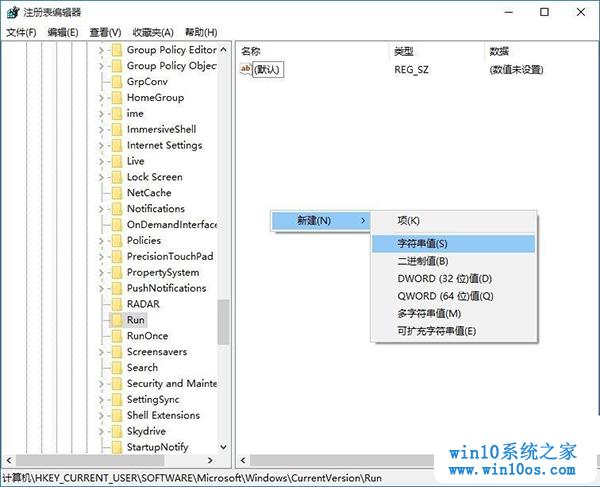 注册表编辑器
文件(F) 编辑(E) 查看(V) 收藏夹(A) 帮助(H)
Group Policy Editor
Group Policy Objec
GrpConv
HomeGroup
ime
ImmersiveShell
Internet Settings
Live
Lock Screen
NetCache
Notifications
OnDemandInterface
Policies
PrecisionTouchPad
PropertySystem
PushNotifications
RADAR
Run
RunOnce
Screensavers
Search
Security and Mainte
SettingSync
Shell Extensions
Skydrive
StartupNotify
名称 类型 数据
ab (默认) REG_SZ (数值未设置)
新建(N)
项(K)
字符串值(S)
二进制值(B)
DWORD (32 位)值(D)
QWORD (64 位)值(Q)
多字符串值(M)
可扩充字符串值(E)
计算机\HKEY_CURRENT_USER\SOFTWARE\Microsoft\Windows\CurrentVersion\Run
win10系统之家
www.win10os.com